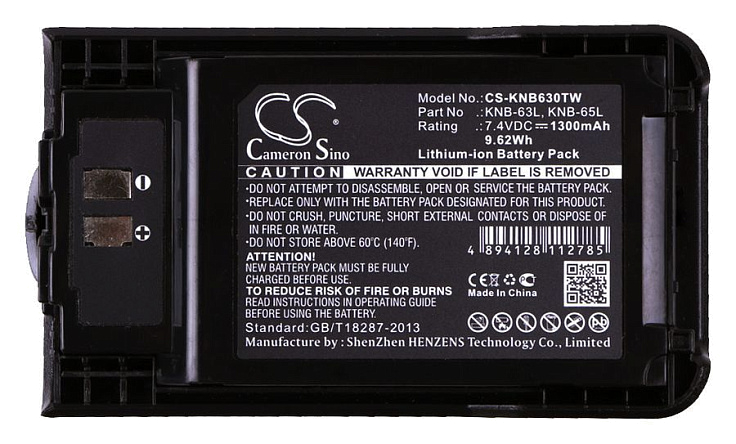 CS
Cameron Sino
Model No.: CS-KNB630TW
Part No .: KNB-63L, KNB-65L
Rating .: 7.4VDC⎓1300mAh
9.62Wh
Lithium-ion Battery Pack
CAUTION WARRANTY VOID IF LABEL IS REMOVED
•DO NOT ATTEMPT TO DISASSEMBLE, OPEN OR SERVICE THE BATTERY PACK.
•REPLACE ONLY WITH THE BATTERY OF COMPATIBLE FOR THIS PRODUCT.
•DO NOT CRUSH, PUNCTURE, SHORT EXTERNAL CONTACTS OR DISPOSE OF
IN FIRE OR WATER.
•DO NOT STORE ABOVE 60°C (140°F).
ATTENTION!
NEW BATTERY PACK MUST BE FULLY
CHARGED BEFORE USE.
TO REDUCE RISK OF FIRE OR BURNS
READ INSTRUCTIONS IN OPERATING GUIDE
BEFORE BATTERY USE.
4 894128 112785
CE
Made In China
Standard:GB/T18287-2013
Manufacture by : ShenZhen HENZENS Technology Co., Limited